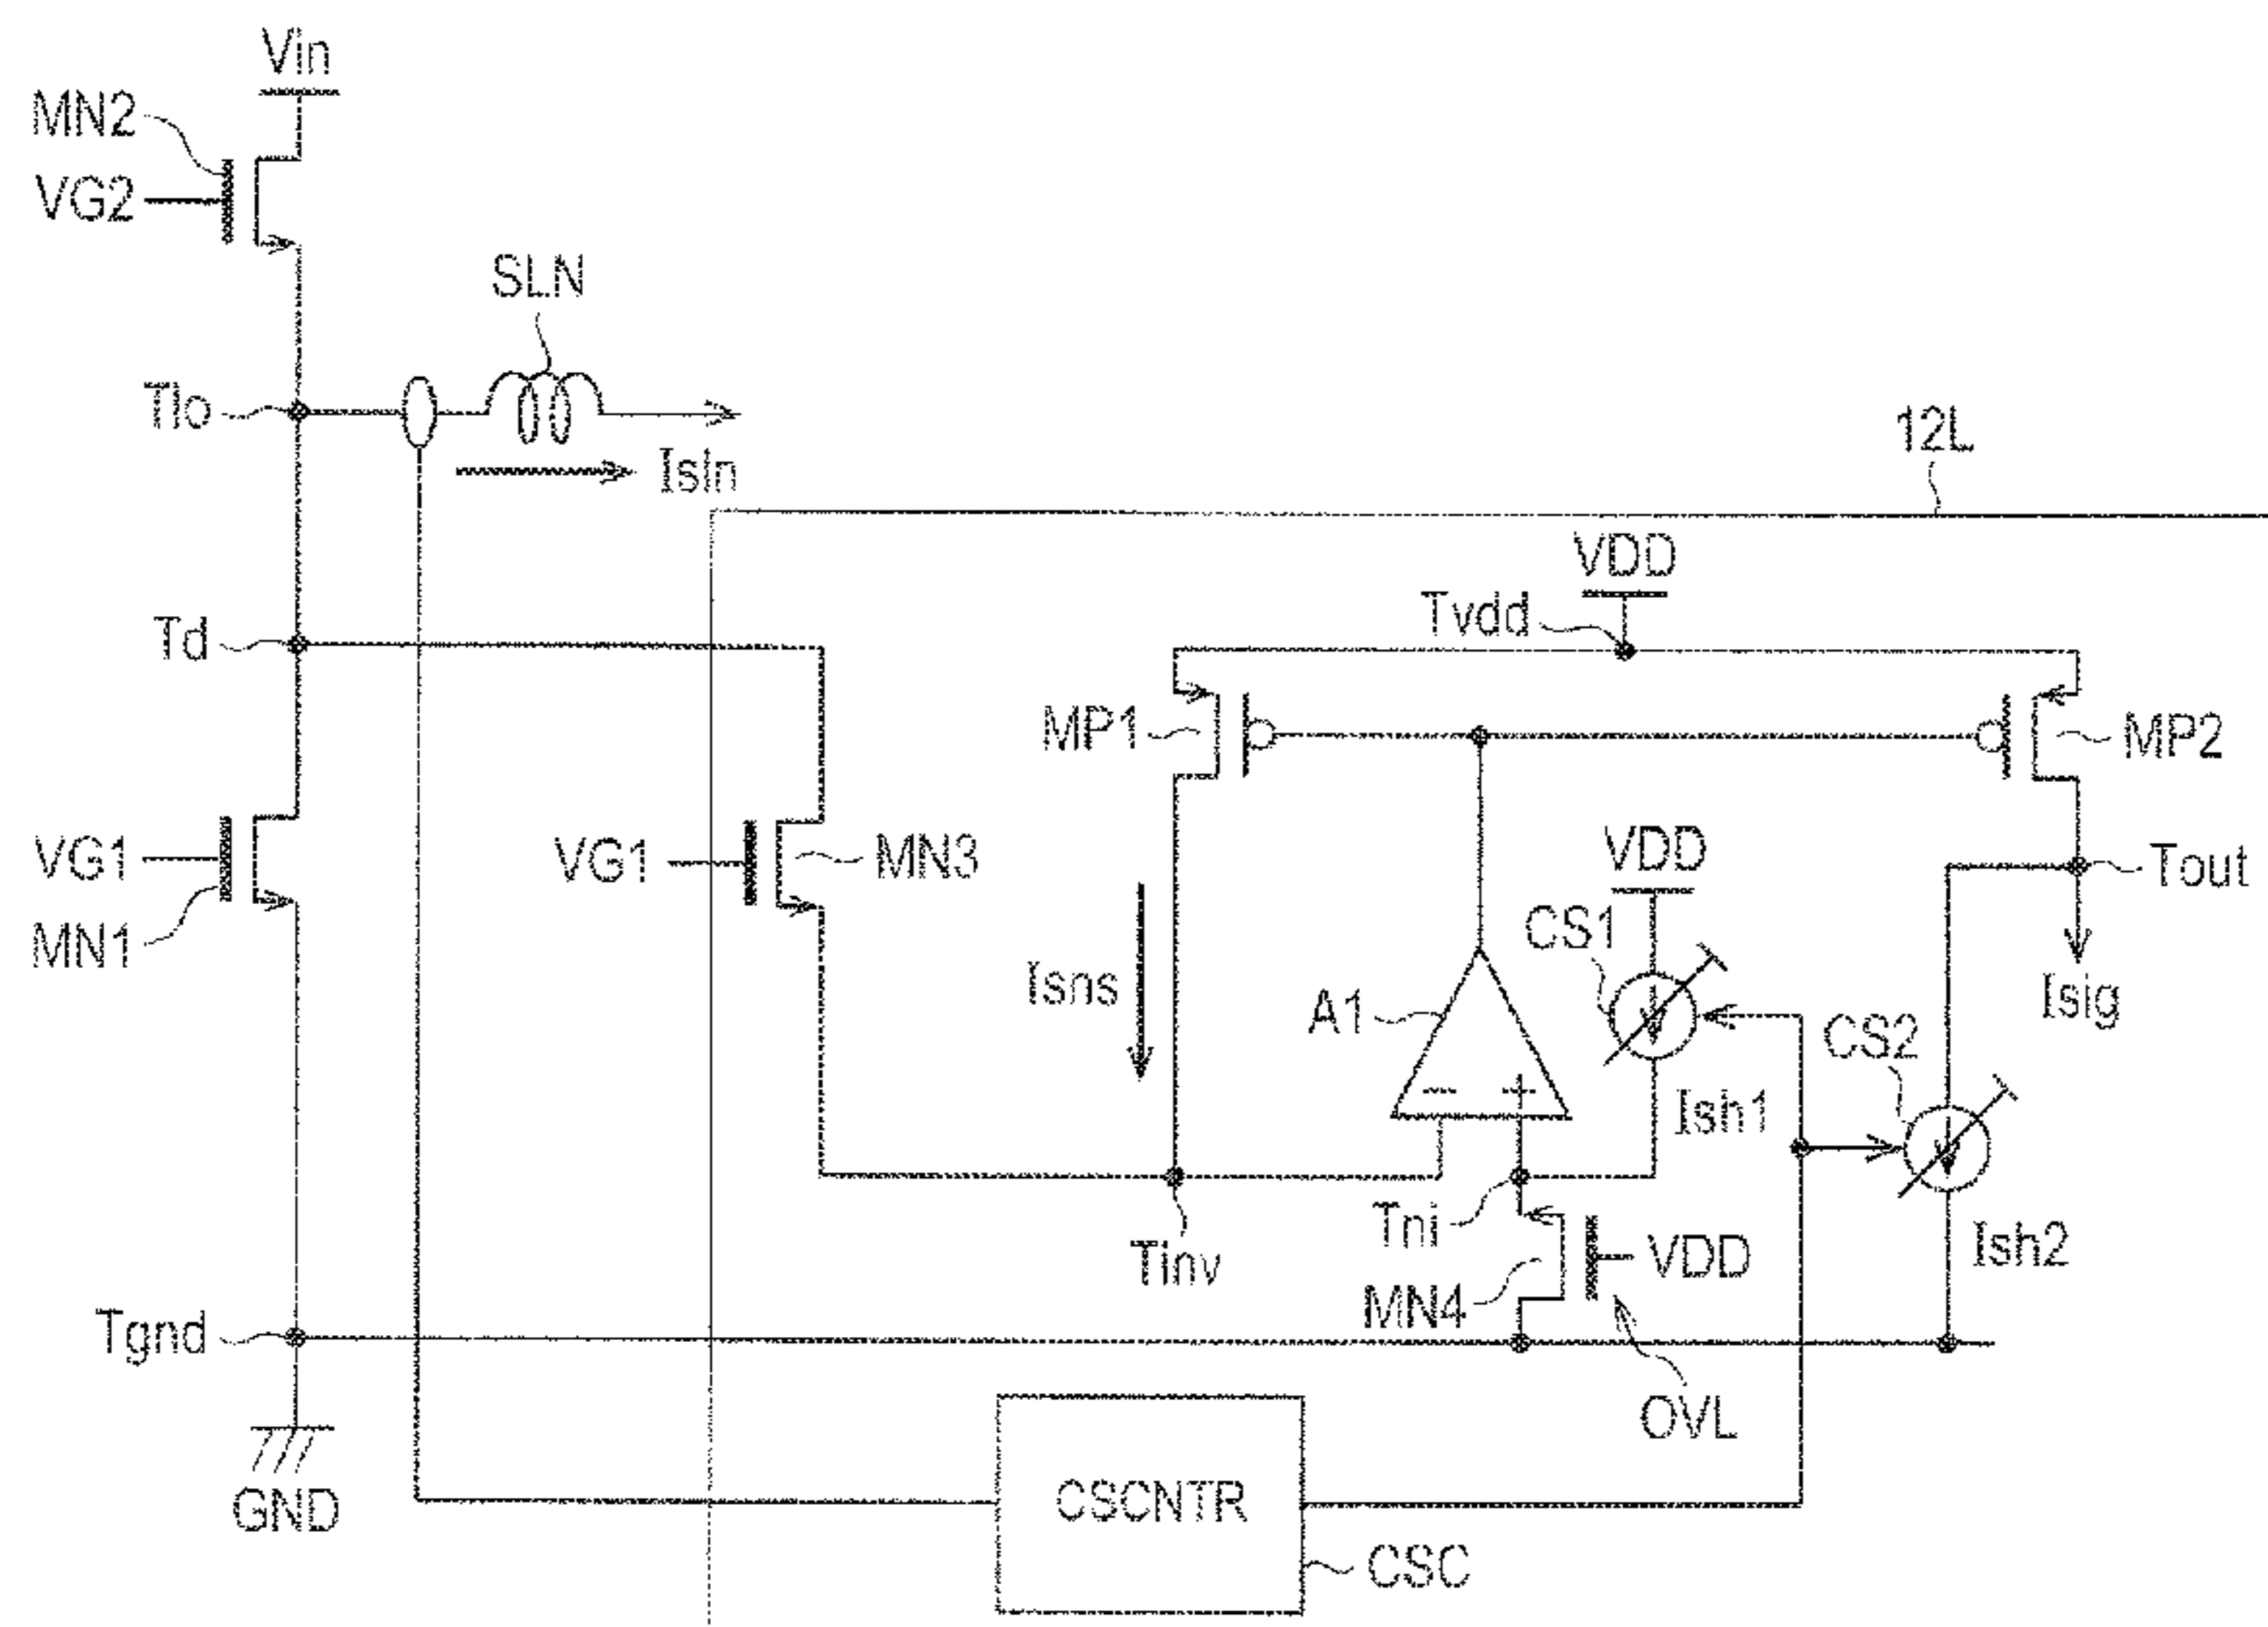 Vin
MN2
VG2
SLN
Tlo
Isln
12L
VDD
Tvdd
Td
MP1
MP2
VG1
VG1
MN3
VDD
Tout
CS1
MN1
Isns
A1
Isig
CS2
−
+
Ish1
Tni
Tinv
VDD
Ish2
MN4
Tgnd
OVL
GND
CSCNTR
CSC